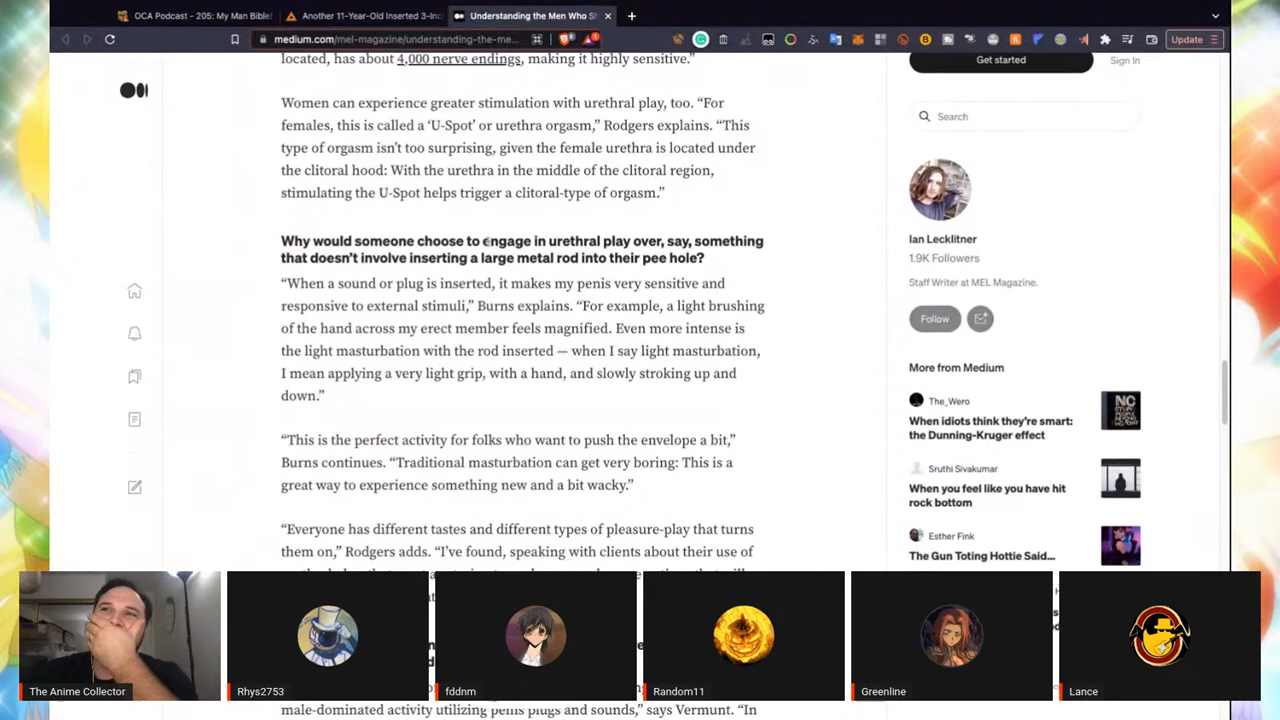 OCA Podcast - 205: My Man Bible!
Another 11-Year-Old Inserted 3-Inc
Understanding the Men Who Sh
medium.com/mel-magazine/understanding-the-me...
Update
located, has about 4,000 nerve endings, making it highly sensitive.”
Women can experience greater stimulation with urethral play, too. “For
females, this is called a ‘U-Spot’ or urethra orgasm,” Rodgers explains. “This
type of orgasm isn’t too surprising, given the female urethra is located under
the clitoral hood: With the urethra in the middle of the clitoral region,
stimulating the U-Spot helps trigger a clitoral-type of orgasm.”
Why would someone choose to engage in urethral play over, say, something
that doesn’t involve inserting a large metal rod into their pee hole?
“When a sound or plug is inserted, it makes my penis very sensitive and
responsive to external stimuli,” Burns explains. “For example, a light brushing
of the hand across my erect member feels magnified. Even more intense is
the light masturbation with the rod inserted — when I say light masturbation,
I mean applying a very light grip, with a hand, and slowly stroking up and
down.”
“This is the perfect activity for folks who want to push the envelope a bit,”
Burns continues. “Traditional masturbation can get very boring: This is a
great way to experience something new and a bit wacky.”
“Everyone has different tastes and different types of pleasure-play that turns
them on,” Rodgers adds. “I’ve found, speaking with clients about their use of
male-dominated activity utilizing penis plugs and sounds,” says Vermunt. “In
Get started
Sign In
Search
Ian Lecklitner
1.9K Followers
Staff Writer at MEL Magazine.
Follow
More from Medium
The_Wero
When idiots think they're smart:
the Dunning-Kruger effect
Sruthi Sivakumar
When you feel like you have hit
rock bottom
Esther Fink
The Gun Toting Hottie Said...
The Anime Collector
Rhys2753
fddnm
Random11
Greenline
Lance